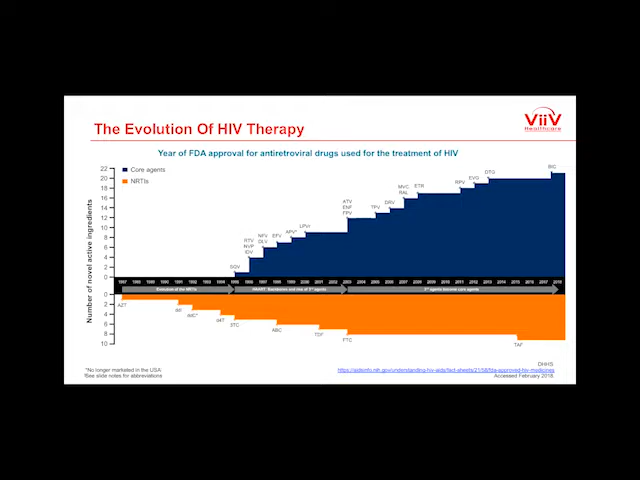 ViiV
Healthcare
The Evolution Of HIV Therapy
Year of FDA approval for antiretroviral drugs used for the treatment of HIV
Number of novel active ingredients
22
20
18
16
14
12
10
8
6
4
2
0
Core agents
NRTIs
SQV
RTV
NVP
IDV
NFV
DLV
EFV
APV*
LPVr
ATV
ENF
FPV
TPV
DRV
MVC
RAL
ETR
RPV
EVG
DTG
BIC
1987 1988 1989 1990 1991 1992 1993 1994 1995 1996 1997 1998 1999 2000 2001 2002 2003 2004 2005 2006 2007 2008 2009 2010 2011 2012 2013 2014 2015 2016 2017 2018
Evolution of the NRTIs
HAART: Backbones and rise of 3rd agents
3rd agents become core agents
0
2
4
6
8
10
AZT
ddI
ddC*
d4T
3TC
ABC
TDF
FTC
TAF
*No longer marketed in the USA
See slide notes for abbreviations
DHHS
https://aidsinfo.nih.gov/understanding-hiv-aids/fact-sheets/21/58/fda-approved-hiv-medicines
Accessed February 2018